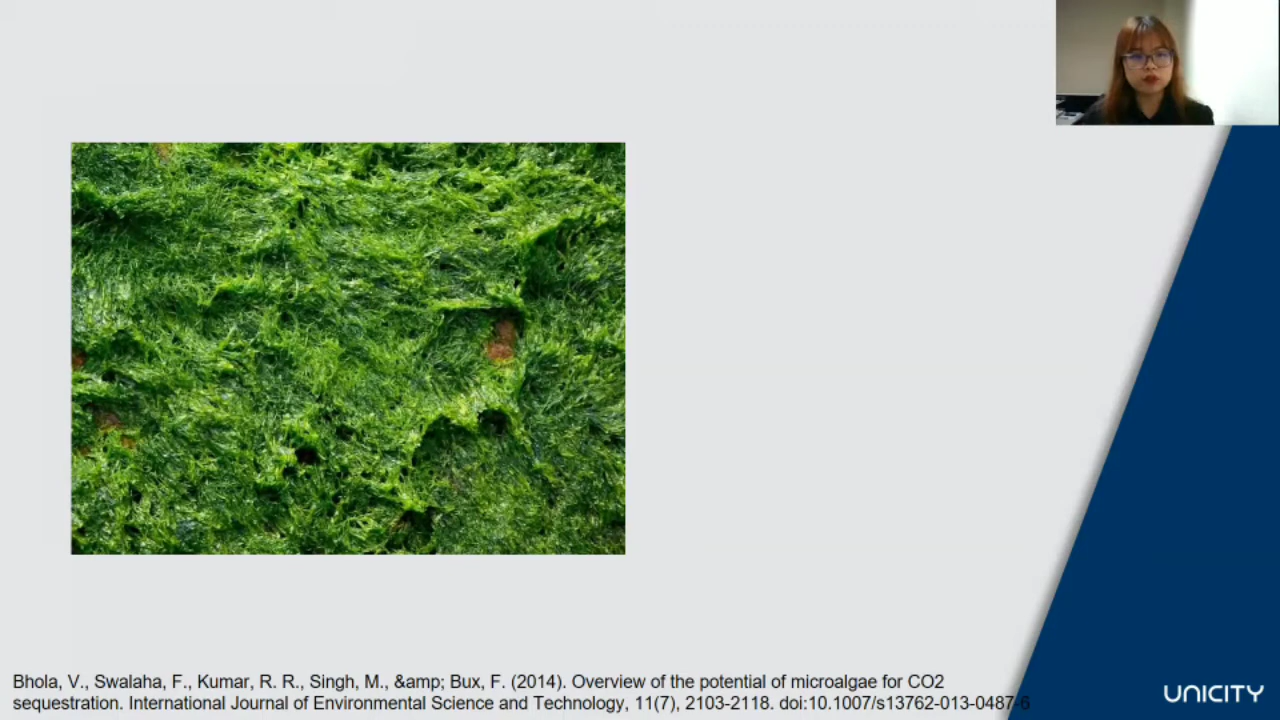 Bhola, V., Swalaha, F., Kumar, R. R., Singh, M., &amp; Bux, F. (2014). Overview of the potential of microalgae for CO2
sequestration. International Journal of Environmental Science and Technology, 11(7), 2103-2118. doi:10.1007/s13762-013-0487-6
UNICITY